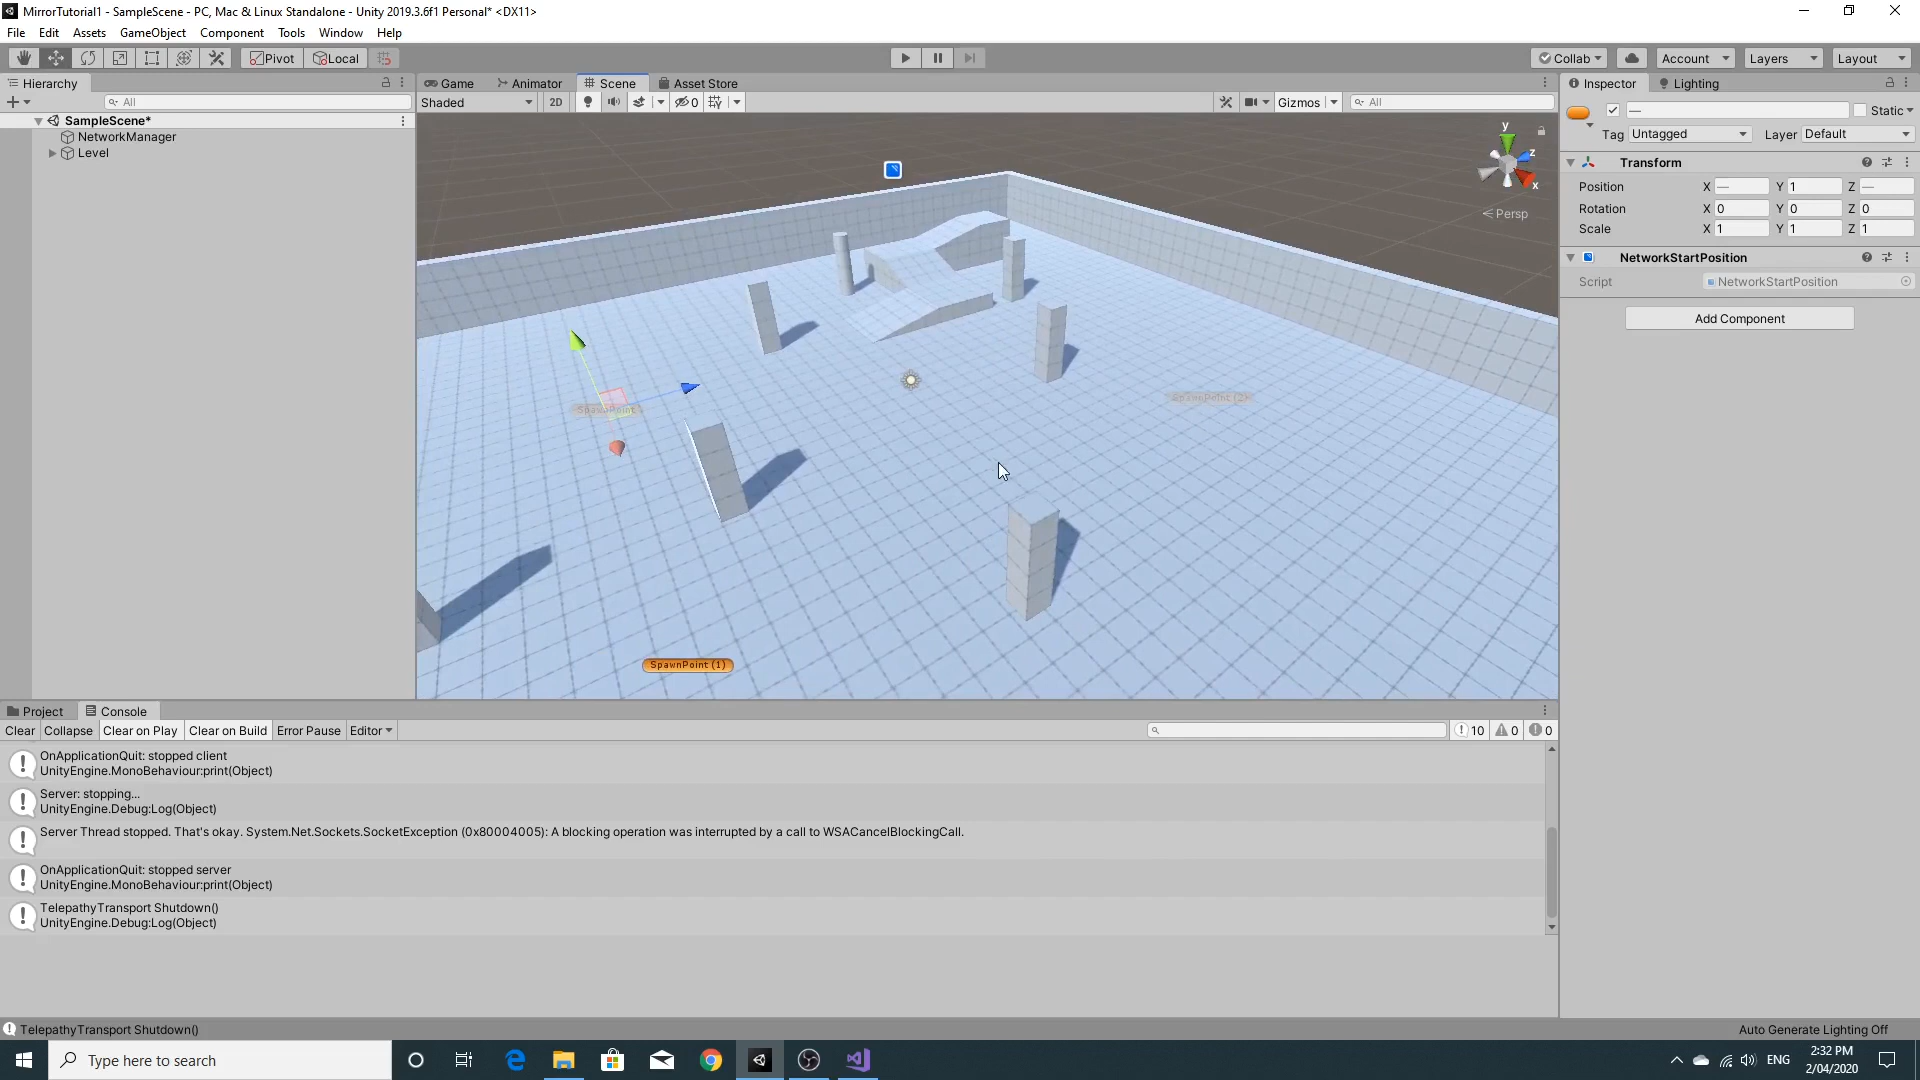 MirrorTutorial1 - SampleScene - PC, Mac & Linux Standalone - Unity 2019.3.6f1 Personal* <DX11>
File Edit Assets GameObject Component Tools Window Help
Pivot Local Collab Account Layers Layout
Hierarchy Game Animator Scene Asset Store Inspector Lighting
All Shaded 2D 0 Gizmos All
SampleScene*
NetworkManager
Level
y
z
x
Persp
SpawnPoint
SpawnPoint (2)
SpawnPoint (1)
— Static
Tag Untagged Layer Default
Transform
Position X — Y 1 Z —
Rotation X 0 Y 0 Z 0
Scale X 1 Y 1 Z 1
NetworkStartPosition
Script NetworkStartPosition
Add Component
Project Console
Clear Collapse Clear on Play Clear on Build Error Pause Editor 10 0 0
OnApplicationQuit: stopped client
UnityEngine.MonoBehaviour:print(Object)
Server: stopping...
UnityEngine.Debug:Log(Object)
Server Thread stopped. That's okay. System.Net.Sockets.SocketException (0x80004005): A blocking operation was interrupted by a call to WSACancelBlockingCall.
OnApplicationQuit: stopped server
UnityEngine.MonoBehaviour:print(Object)
TelepathyTransport Shutdown()
UnityEngine.Debug:Log(Object)
TelepathyTransport Shutdown() Auto Generate Lighting Off
Type here to search ENG 2:32 PM
2/04/2020